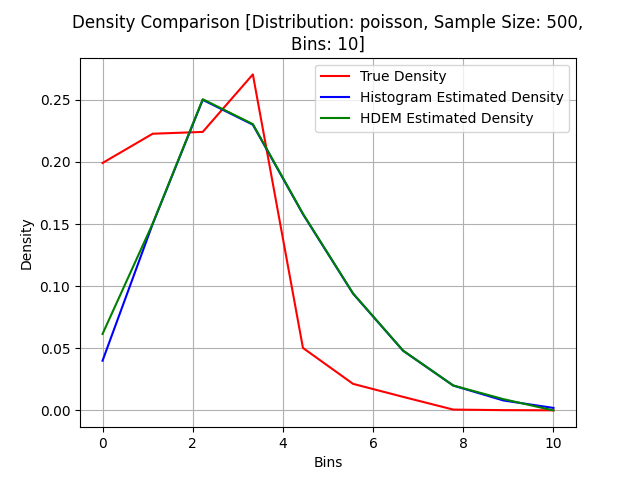 Density Comparison [Distribution: poisson, Sample Size: 500,
Bins: 10]
True Density
Histogram Estimated Density
HDEM Estimated Density
Density
0.25
0.20
0.15
0.10
0.05
0.00
0 2 4 6 8 10
Bins